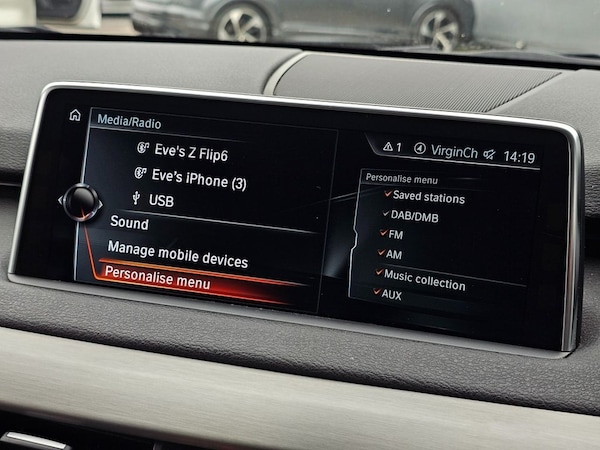 Media/Radio
Eve's Z Flip6
Eve's iPhone (3)
USB
Sound
Manage mobile devices
Personalise menu
1 VirginCh 14:19
Personalise menu
Saved stations
DAB/DMB
FM
AM
Music collection
AUX